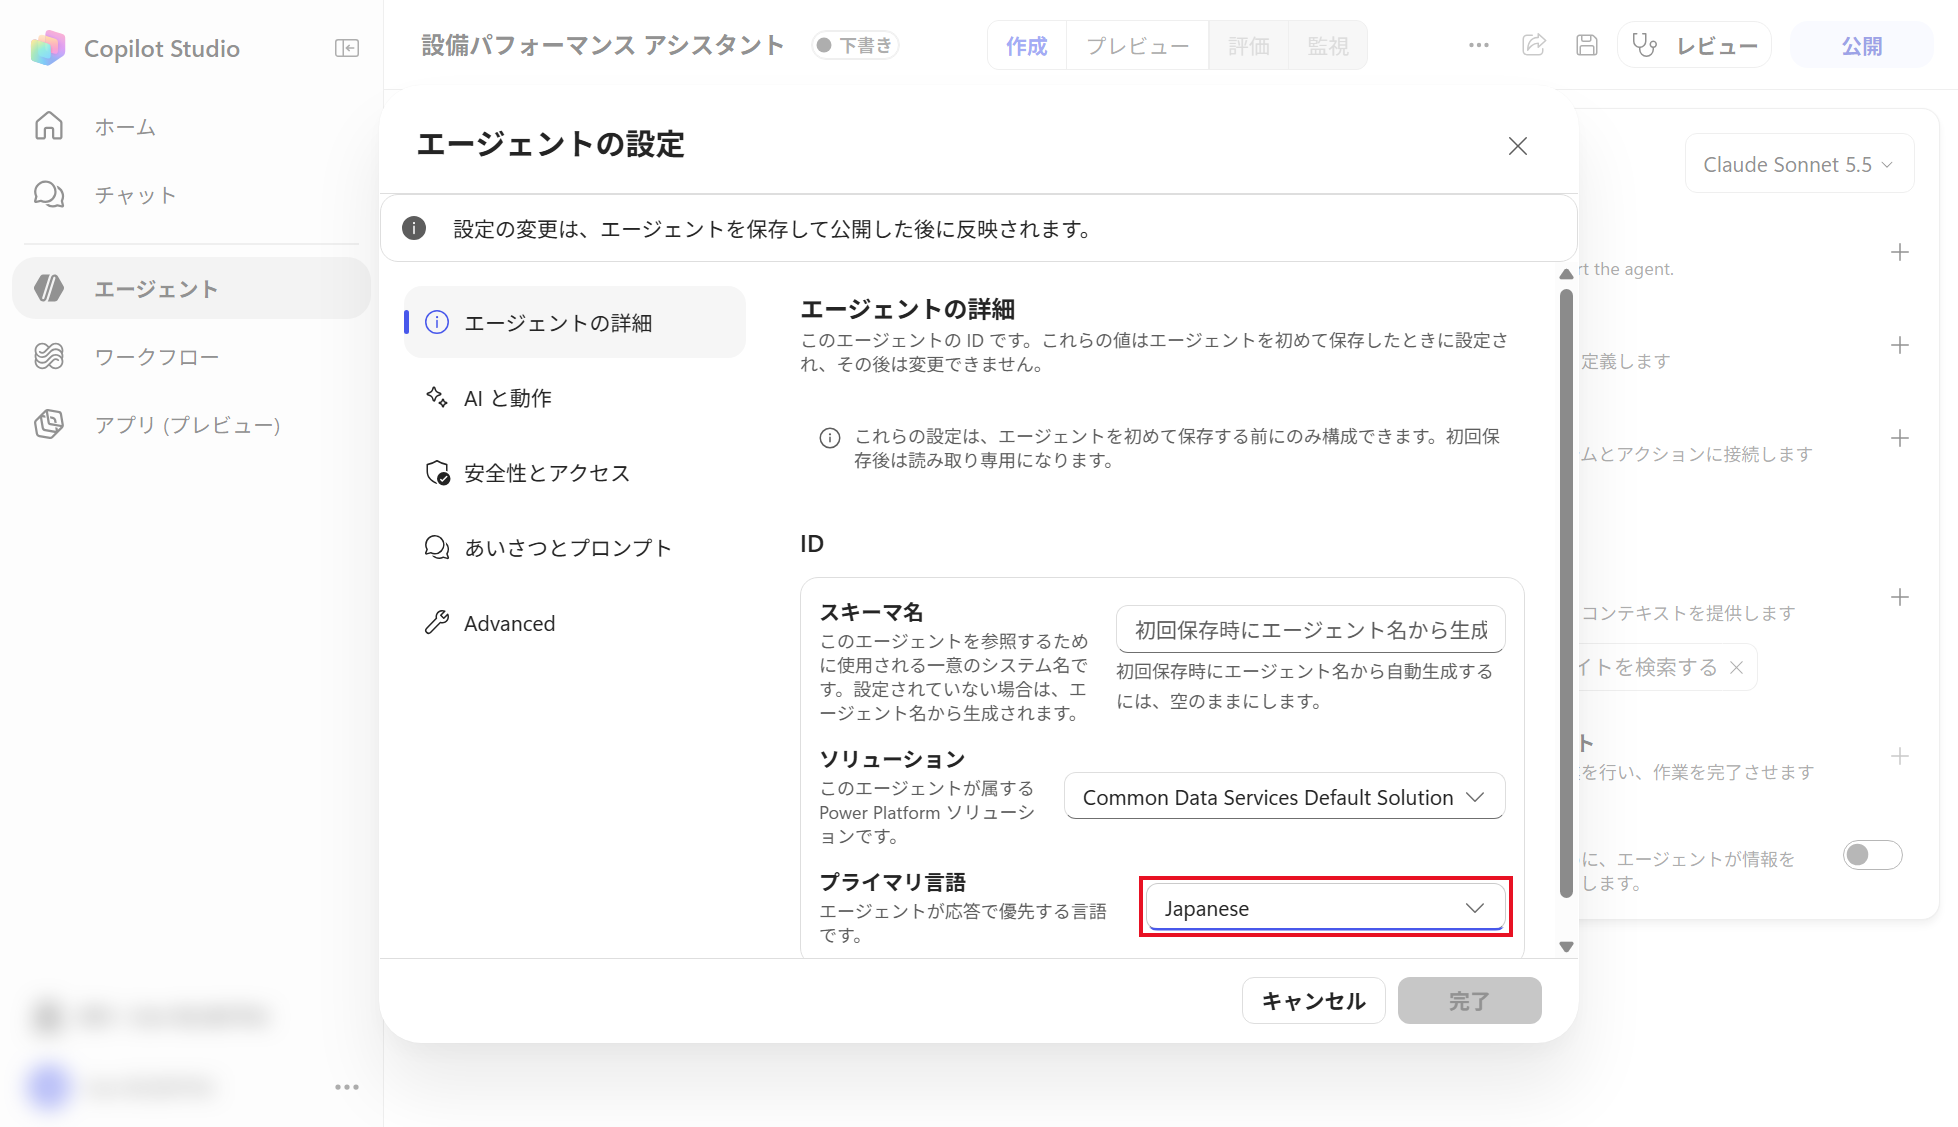 Copilot Studio
ホーム
チャット
エージェント
ワークフロー
アプリ (プレビュー)
設備パフォーマンス アシスタント
下書き
作成
プレビュー
評価
監視
レビュー
公開
エージェントの設定
設定の変更は、エージェントを保存して公開した後に反映されます。
エージェントの詳細
AI と動作
安全性とアクセス
あいさつとプロンプト
Advanced
エージェントの詳細
このエージェントの ID です。これらの値はエージェントを初めて保存したときに設定さ
れ、その後は変更できません。
これらの設定は、エージェントを初めて保存する前にのみ構成できます。初回保
存後は読み取り専用になります。
ID
スキーマ名
このエージェントを参照するため
に使用される一意のシステム名で
す。設定されていない場合は、エ
ージェント名から生成されます。
初回保存時にエージェント名から生成
初回保存時にエージェント名から自動生成する
には、空のままにします。
ソリューション
このエージェントが属する
Power Platform ソリューシ
ョンです。
Common Data Services Default Solution
プライマリ言語
エージェントが応答で優先する言語
です。
Japanese
キャンセル
完了
Claude Sonnet 5.5
rt the agent.
定義します
ムとアクションに接続します
コンテキストを提供します
イトを検索する
ト
を行い、作業を完了させます
に、エージェントが情報を
します。